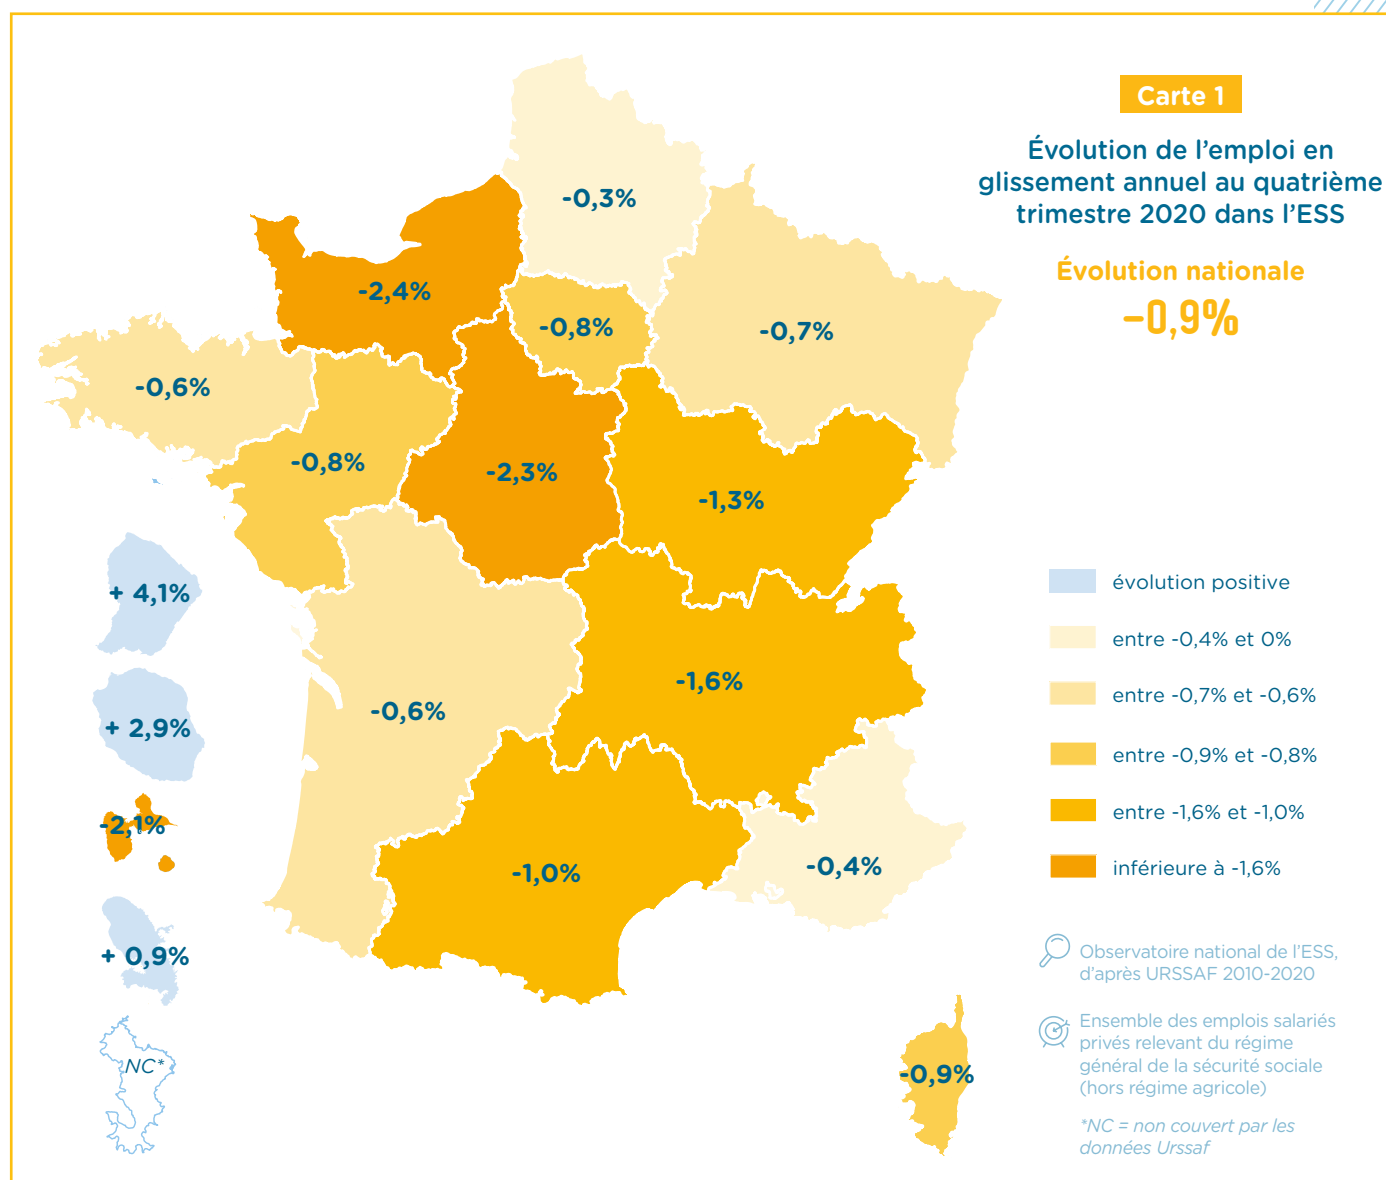 Carte 1
Évolution de l'emploi en
glissement annuel au quatrième
trimestre 2020 dans l'ESS
Évolution nationale
-0,9%
-0,3%
-2,4%
-0,8%
-0,7%
-0,6%
-0,8%
-2,3%
-1,3%
+ 4,1%
-1,6%
-0,6%
+ 2,9%
-2,1%
-1,0%
-0,4%
+ 0,9%
NC*
-0,9%
évolution positive
entre -0,4% et 0%
entre -0,7% et -0,6%
entre -0,9% et -0,8%
entre -1,6% et -1,0%
inférieure à -1,6%
Observatoire national de l'ESS,
d'après URSSAF 2010-2020
Ensemble des emplois salariés
privés relevant du régime
général de la sécurité sociale
(hors régime agricole)
*NC = non couvert par les
données Urssaf